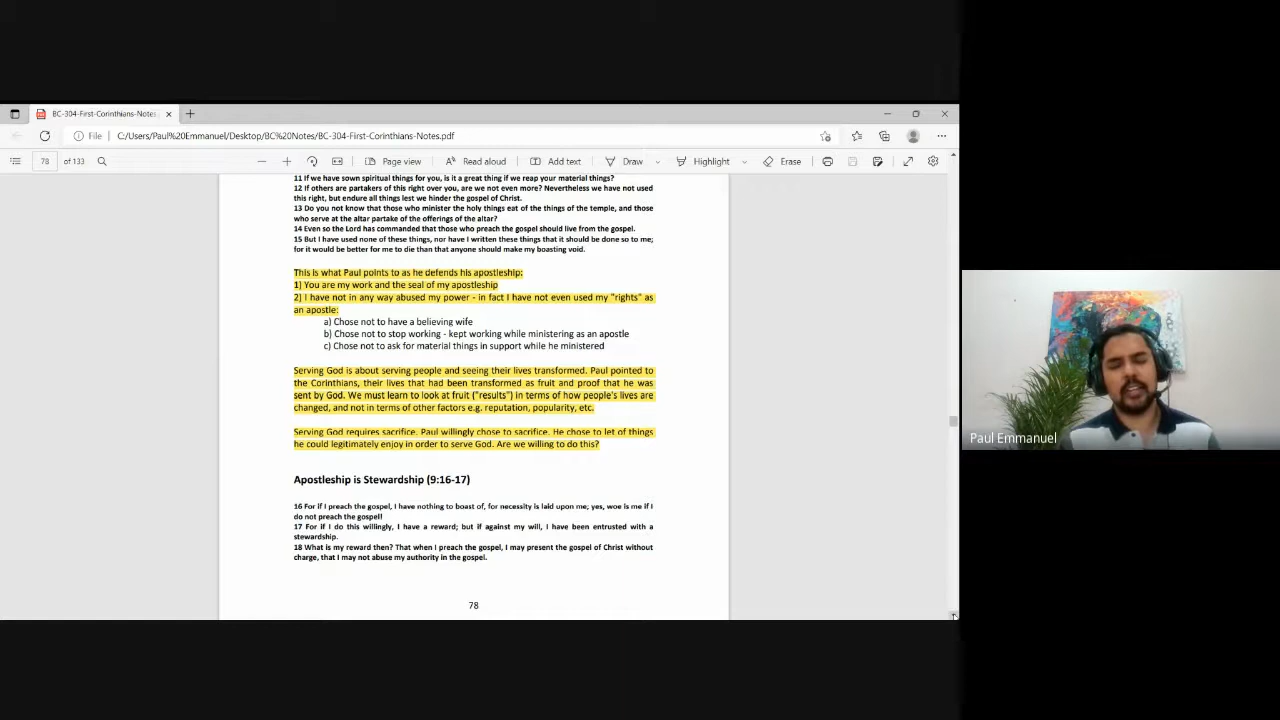 BC-304-First-Corinthians-Notes
File
C:/Users/Paul%20Emmanuel/Desktop/BC%20Notes/BC-304-First-Corinthians-Notes.pdf
78 of 133
Page view
Read aloud
Add text
Draw
Highlight
Erase
11 If we have sown spiritual things for you, is it a great thing if we reap your material things?
12 If others are partakers of this right over you, are we not even more? Nevertheless we have not used
this right, but endure all things lest we hinder the gospel of Christ.
13 Do you not know that those who minister the holy things eat of the things of the temple, and those
who serve at the altar partake of the offerings of the altar?
14 Even so the Lord has commanded that those who preach the gospel should live from the gospel.
15 But I have used none of these things, nor have I written these things that it should be done so to me;
for it would be better for me to die than that anyone should make my boasting void.
This is what Paul points to as he defends his apostleship:
1) You are my work and the seal of my apostleship
2) I have not in any way abused my power - in fact I have not even used my "rights" as
an apostle:
a) Chose not to have a believing wife
b) Chose not to stop working - kept working while ministering as an apostle
c) Chose not to ask for material things in support while he ministered
Serving God is about serving people and seeing their lives transformed. Paul pointed to
the Corinthians, their lives that had been transformed as fruit and proof that he was
sent by God. We must learn to look at fruit ("results") in terms of how people's lives are
changed, and not in terms of other factors e.g. reputation, popularity, etc.
Serving God requires sacrifice. Paul willingly chose to sacrifice. He chose to let of things
he could legitimately enjoy in order to serve God. Are we willing to do this?
Apostleship is Stewardship (9:16-17)
16 For if I preach the gospel, I have nothing to boast of, for necessity is laid upon me; yes, woe is me if I
do not preach the gospel!
17 For if I do this willingly, I have a reward; but if against my will, I have been entrusted with a
stewardship.
18 What is my reward then? That when I preach the gospel, I may present the gospel of Christ without
charge, that I may not abuse my authority in the gospel.
78
Paul Emmanuel